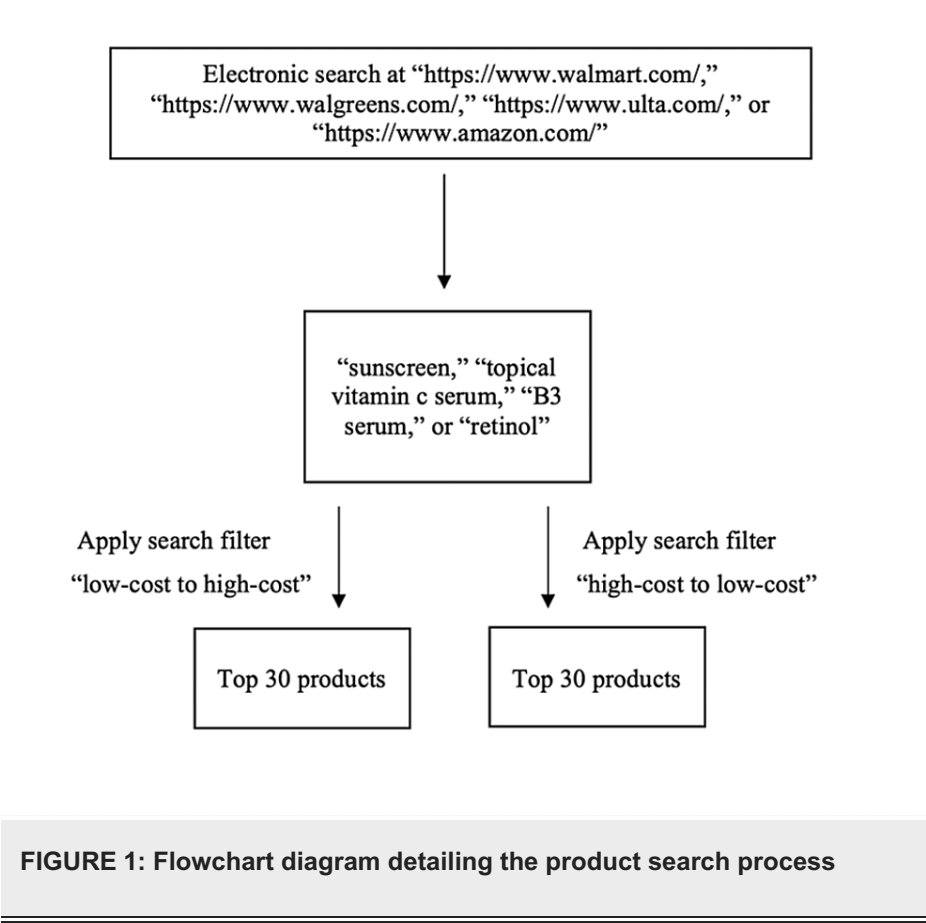 Electronic search at “https://www.walmart.com/,”
“https://www.walgreens.com/,” “https://www.ulta.com/,” or
“https://www.amazon.com/”
“sunscreen,” “topical
vitamin c serum,” “B3
serum,” or “retinol”
Apply search filter
“low-cost to high-cost”
Apply search filter
“high-cost to low-cost”
Top 30 products
Top 30 products
FIGURE 1: Flowchart diagram detailing the product search process